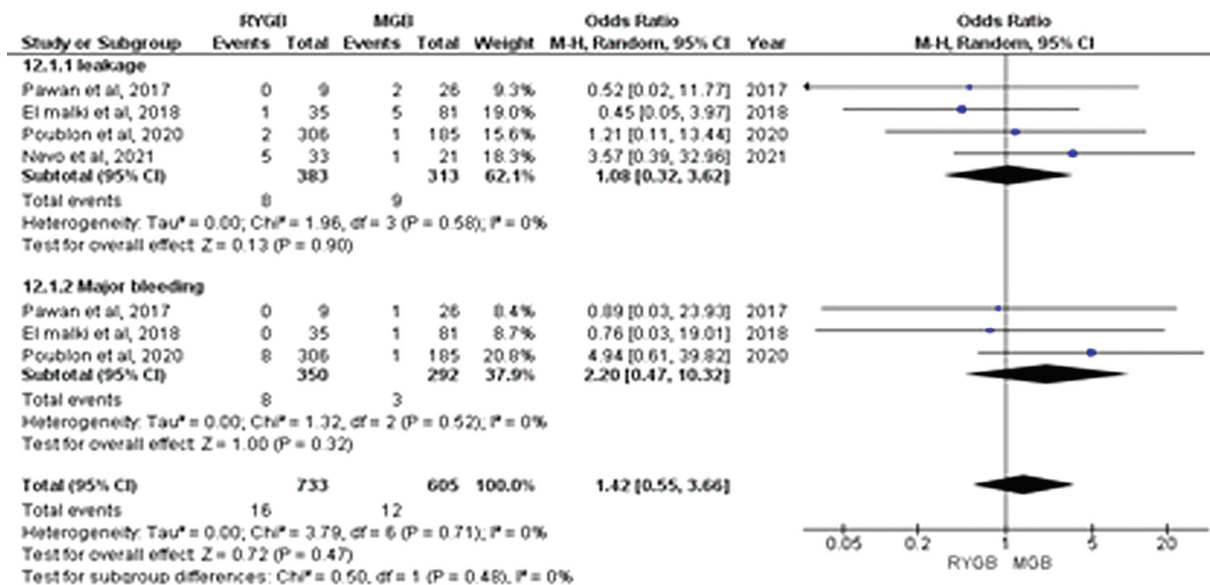 RYGB MGB Odds Ratio Odds Ratio
Study or Subgroup Events Total Events Total Weight M-H, Random, 95% CI Year M-H, Random, 95% CI
12.1.1 leakage
Pawan et al, 2017 0 9 2 26 9.3% 0.52 [0.02, 11.77] 2017
El malki et al, 2018 1 35 5 81 19.0% 0.45 [0.05, 3.97] 2018
Poublon et al, 2020 2 306 1 185 15.6% 1.21 [0.11, 13.44] 2020
Nevo et al, 2021 5 33 1 21 18.3% 3.57 [0.39, 32.96] 2021
Subtotal (95% CI) 383 313 62.1% 1.08 [0.32, 3.62]
Total events 8 9
Heterogeneity: Tau² = 0.00; Chi² = 1.96, df = 3 (P = 0.58); I² = 0%
Test for overall effect: Z = 0.13 (P = 0.90)
12.1.2 Major bleeding
Pawan et al, 2017 0 9 1 26 8.4% 0.89 [0.03, 23.93] 2017
El malki et al, 2018 0 35 1 81 8.7% 0.76 [0.03, 19.01] 2018
Poublon et al, 2020 8 306 1 185 20.8% 4.94 [0.61, 39.82] 2020
Subtotal (95% CI) 350 292 37.9% 2.20 [0.47, 10.32]
Total events 8 3
Heterogeneity: Tau² = 0.00; Chi² = 1.32, df = 2 (P = 0.52); I² = 0%
Test for overall effect: Z = 1.00 (P = 0.32)
Total (95% CI) 733 605 100.0% 1.42 [0.55, 3.66]
Total events 16 12
Heterogeneity: Tau² = 0.00; Chi² = 3.79, df = 6 (P = 0.71); I² = 0%
Test for overall effect: Z = 0.72 (P = 0.47)
Test for subgroup differences: Chi² = 0.50, df = 1 (P = 0.48), I² = 0%
0.05 0.2 1 5 20
RYGB MGB